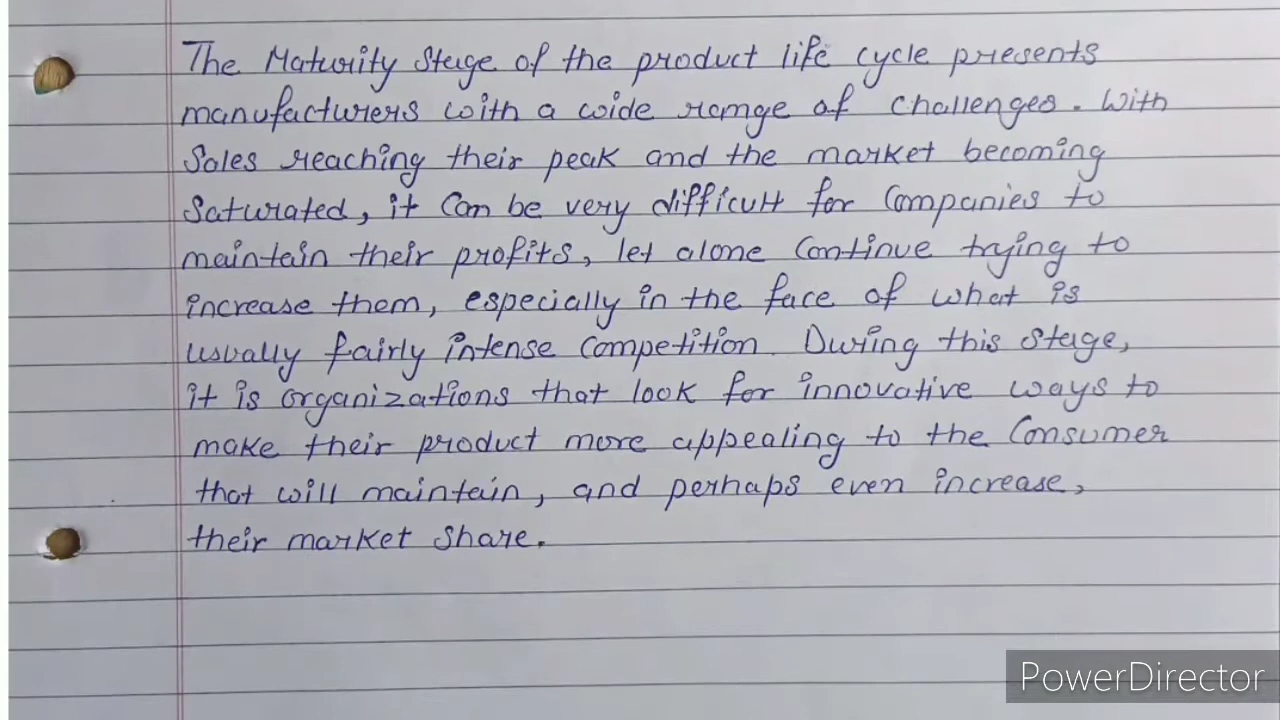 The Maturity Stage of the product life cycle presents
manufacturers with a wide range of challenges. With
Sales reaching their peak and the market becoming
Saturated, it Can be very difficult for Companies to
maintain their profits, let alone Continue trying to
increase them, especially in the face of what is
usually fairly intense Competition. During this Stage,
it is organizations that look for innovative ways to
make their product more appealing to the Consumer
that will maintain, and perhaps even increase,
their market Share.
PowerDirector